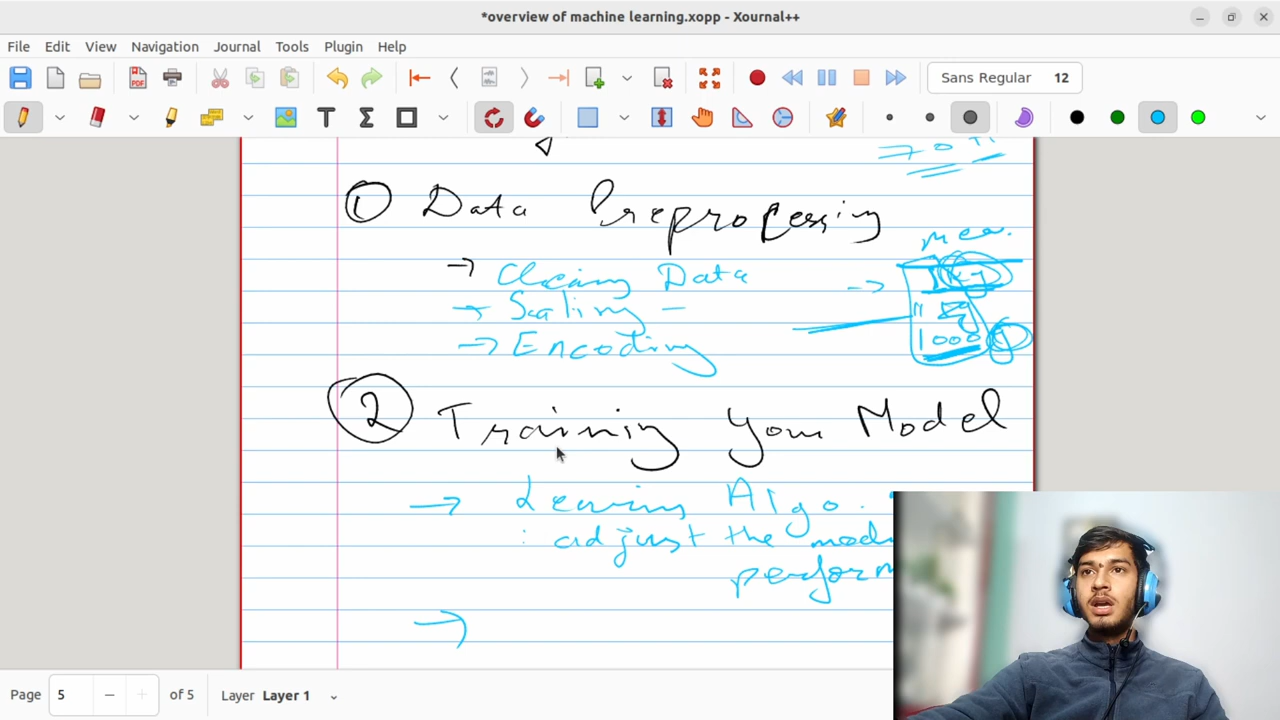 *overview of machine learning.xopp - Xournal++
File Edit View Navigation Journal Tools Plugin Help
Sans Regular 12
① Data Preprocessing
→ Cleaning Data →
→ Scaling –
1000
→ Encoding
② Training Your Model
→ Learning Algo.
: adjust the mod
perform
→
Page 5 of 5 Layer Layer 1